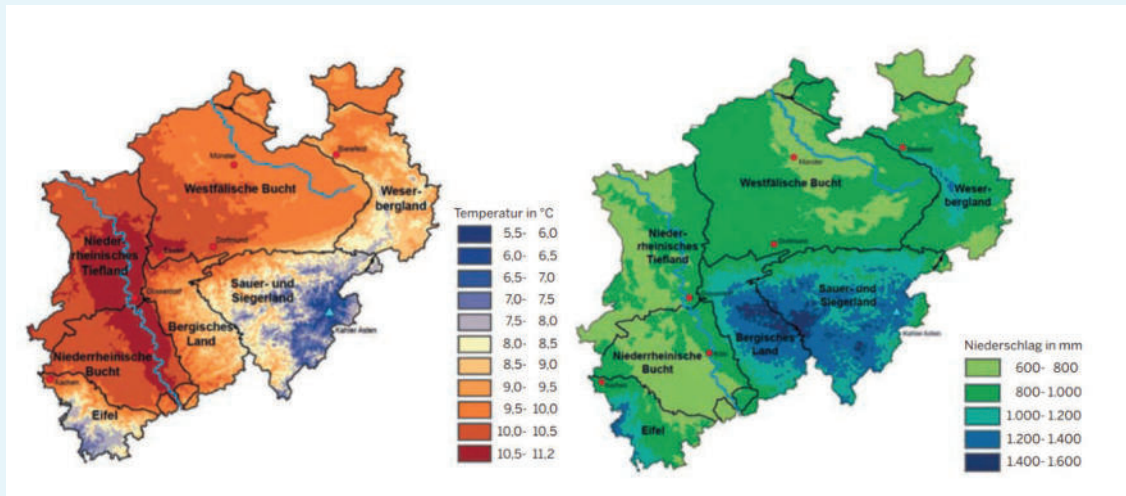 Münster
Bielefeld
Westfälische Bucht
Weser-
bergland
Nieder-
rheinisches
Tiefland
Essen
Dortmund
Düsseldorf
Sauer- und
Siegerland
Kahler Asten
Bergisches
Land
Niederrheinische
Bucht
Aachen
Eifel
Temperatur in °C
5,5- 6,0
6,0- 6,5
6,5- 7,0
7,0- 7,5
7,5- 8,0
8,0- 8,5
8,5- 9,0
9,0- 9,5
9,5- 10,0
10,0- 10,5
10,5- 11,2
Münster
Bielefeld
Westfälische Bucht
Weser-
bergland
Nieder-
rheinisches
Tiefland
Dortmund
Sauer- und
Siegerland
Kahler Asten
Bergisches
Land
Köln
Niederrheinische
Bucht
Aachen
Eifel
Niederschlag in mm
600- 800
800-1.000
1.000-1.200
1.200-1.400
1.400-1.600